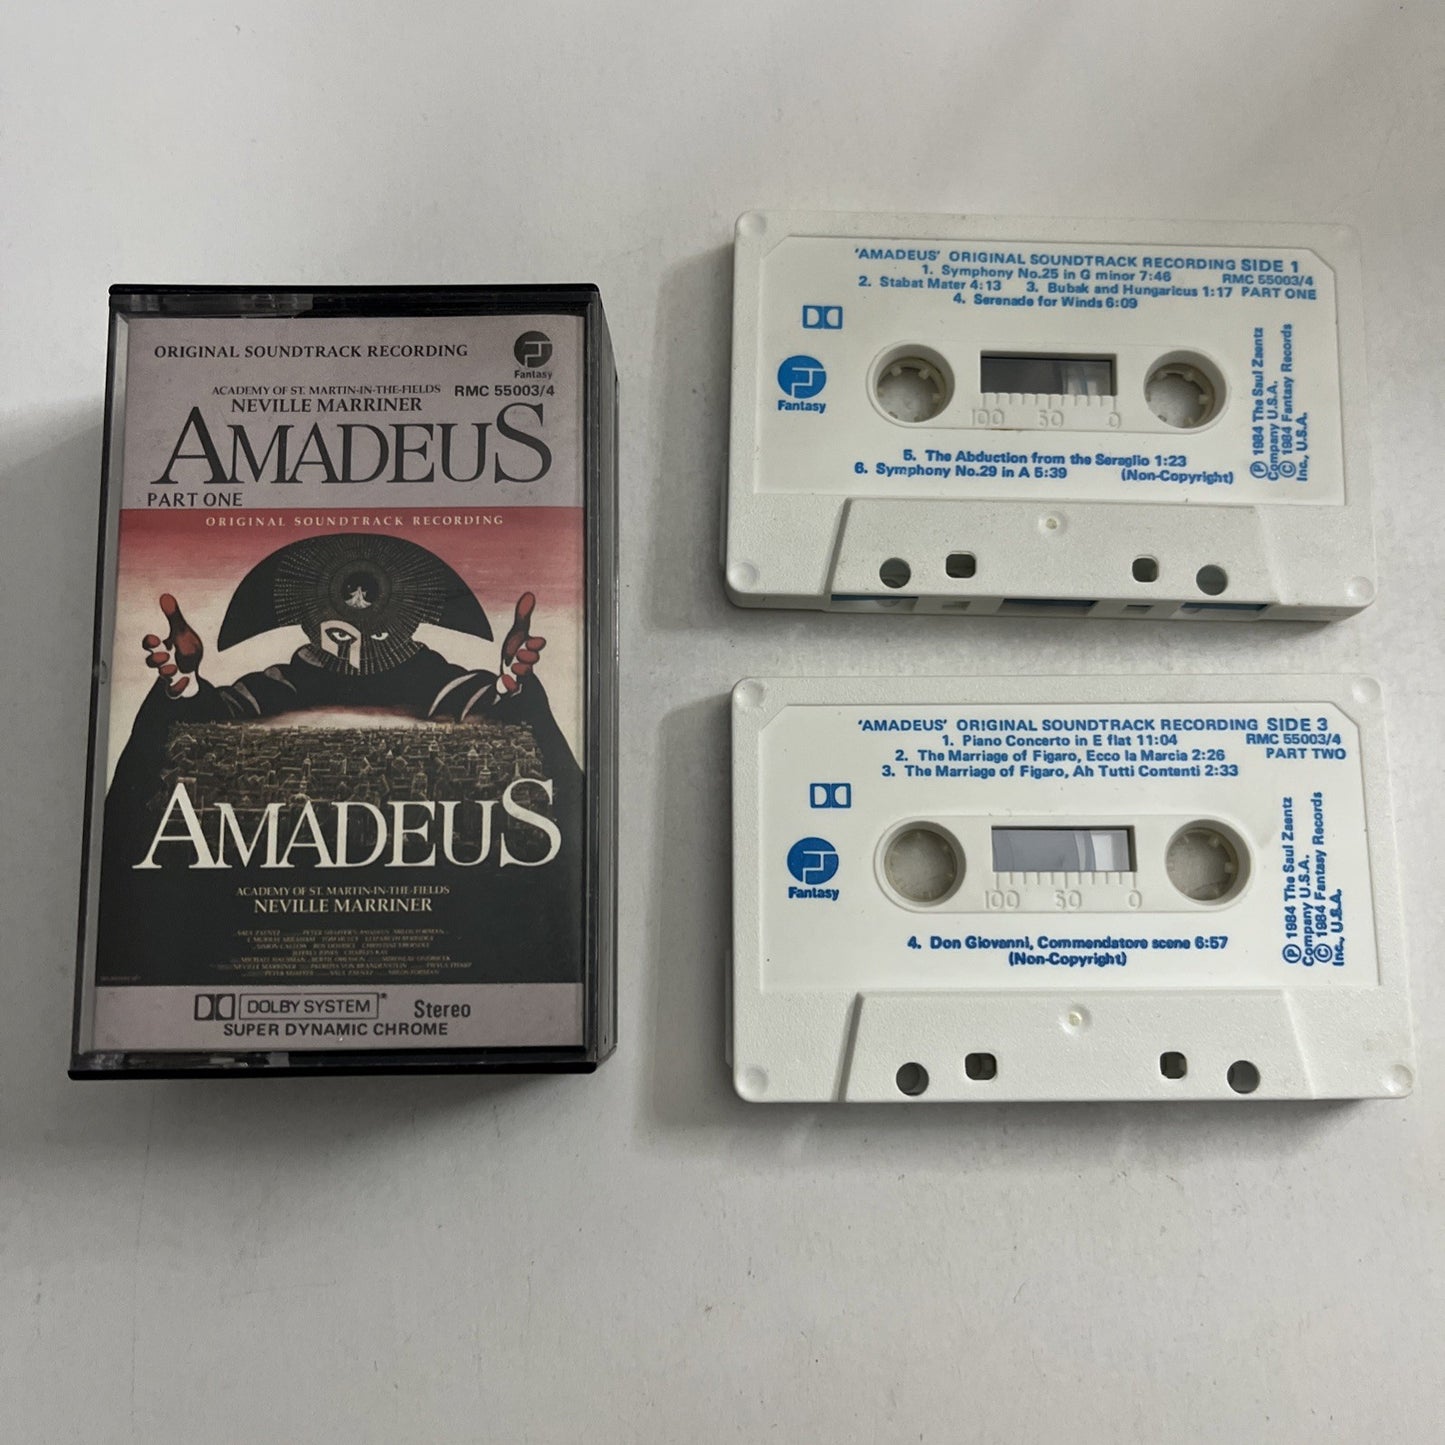 ORIGINAL SOUNDTRACK RECORDING
Fantasy
ACADEMY OF ST. MARTIN-IN-THE-FIELDS RMC 55003/4
NEVILLE MARRINER
AMADEUS
PART ONE
ORIGINAL SOUNDTRACK RECORDING
AMADEUS
ACADEMY OF ST. MARTIN-IN-THE-FIELDS
NEVILLE MARRINER
DOLBY SYSTEM Stereo
SUPER DYNAMIC CHROME
'AMADEUS' ORIGINAL SOUNDTRACK RECORDING SIDE 1
1. Symphony No.25 in G minor 7:46 RMC 55003/4
2. Stabat Mater 4:13 3. Bubak and Hungaricus 1:17 PART ONE
4. Serenade for Winds 6:09
Fantasy
100 50 0
5. The Abduction from the Seraglio 1:23
6. Symphony No.29 in A 5:39 (Non-Copyright)
Ⓟ 1984 The Saul Zaentz
Company U.S.A.
© 1984 Fantasy Records
Inc., U.S.A.
'AMADEUS' ORIGINAL SOUNDTRACK RECORDING SIDE 3
1. Piano Concerto in E flat 11:04 RMC 55003/4
2. The Marriage of Figaro, Ecco la Marcia 2:26 PART TWO
3. The Marriage of Figaro, Ah Tutti Contenti 2:33
Fantasy
100 50 0
4. Don Giovanni, Commendatore scene 6:57
(Non-Copyright)
Ⓟ 1984 The Saul Zaentz
Company U.S.A.
© 1984 Fantasy Records
Inc., U.S.A.